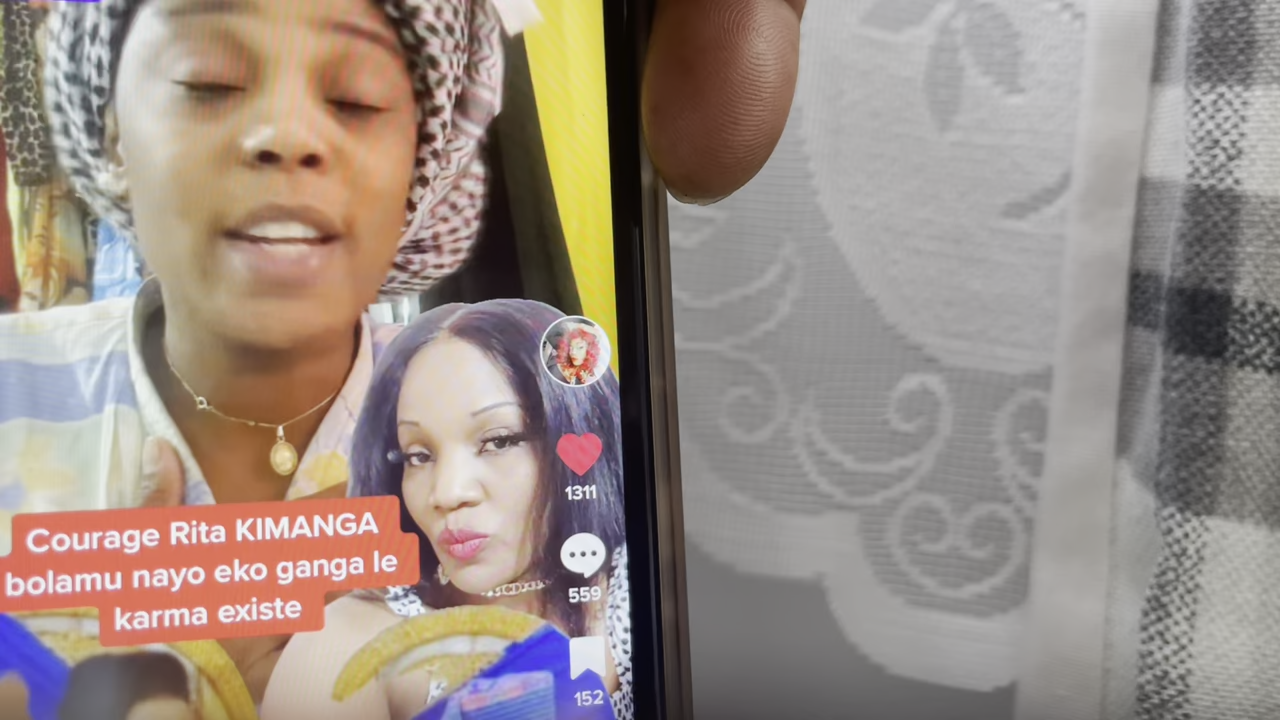 Courage Rita KIMANGA
bolamu nayo eko ganga le
karma existe
1311
559
152